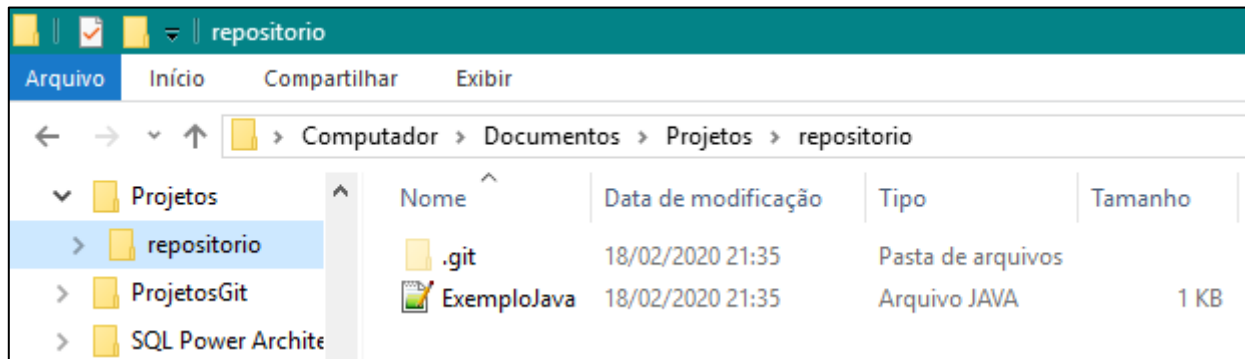 repositorio
Arquivo Início Compartilhar Exibir
Computador > Documentos > Projetos > repositorio
Projetos
repositorio
ProjetosGit
SQL Power Archite
Nome Data de modificação Tipo Tamanho
.git 18/02/2020 21:35 Pasta de arquivos
ExemploJava 18/02/2020 21:35 Arquivo JAVA 1 KB